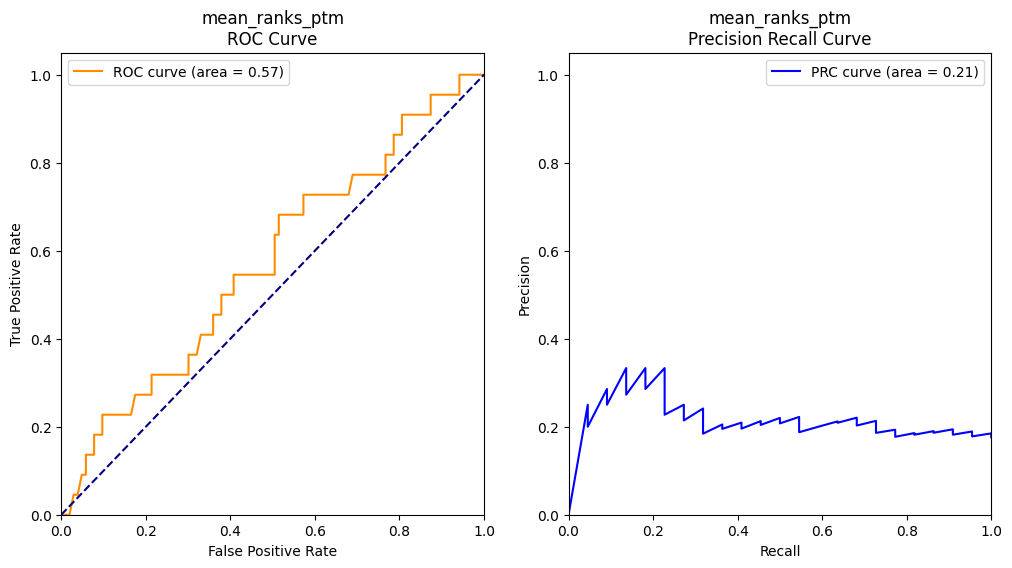 mean_ranks_ptm
ROC Curve
ROC curve (area = 0.57)
1.0
0.8
0.6
0.4
0.2
0.0
True Positive Rate
0.0 0.2 0.4 0.6 0.8 1.0
False Positive Rate
mean_ranks_ptm
Precision Recall Curve
PRC curve (area = 0.21)
1.0
0.8
0.6
0.4
0.2
0.0
Precision
0.0 0.2 0.4 0.6 0.8 1.0
Recall